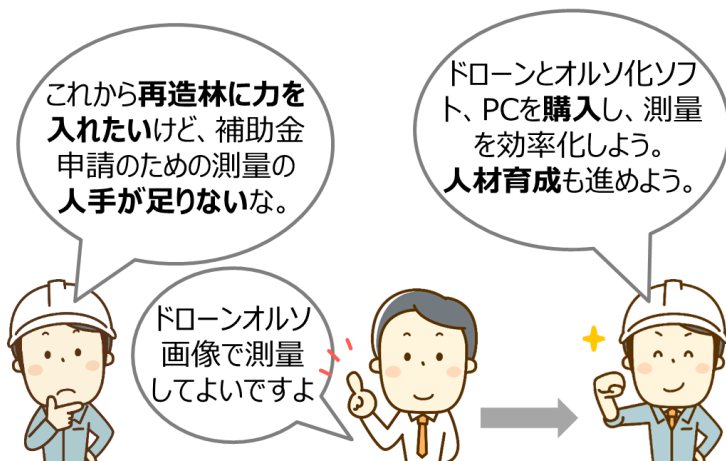 これから再造林に力を
入れたいけど、補助金
申請のための測量の
人手が足りないな。
ドローンオルソ
画像で測量
してよいですよ
ドローンとオルソ化ソフ
ト、PCを購入し、測量
を効率化しよう。
人材育成も進めよう。